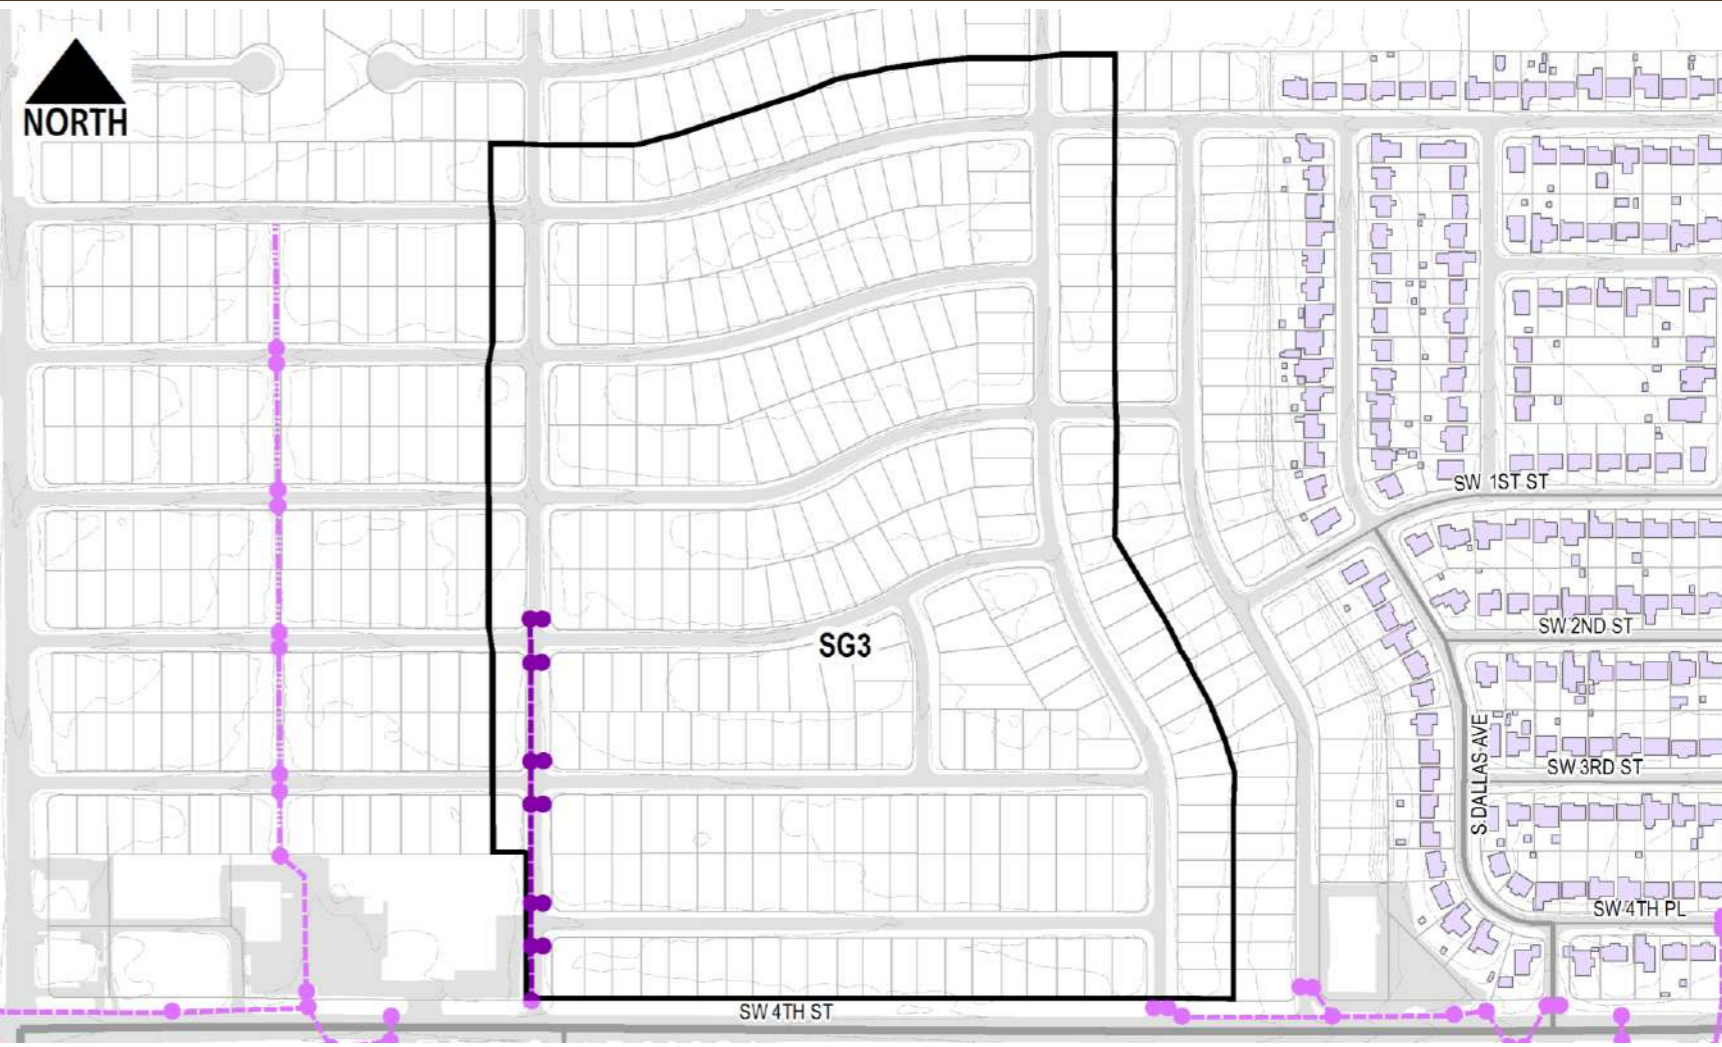 NORTH
SW 1ST ST
SW 2ND ST
SG3
S DALLAS AVE
SW 3RD ST
SW 4TH PL
SW 4TH ST